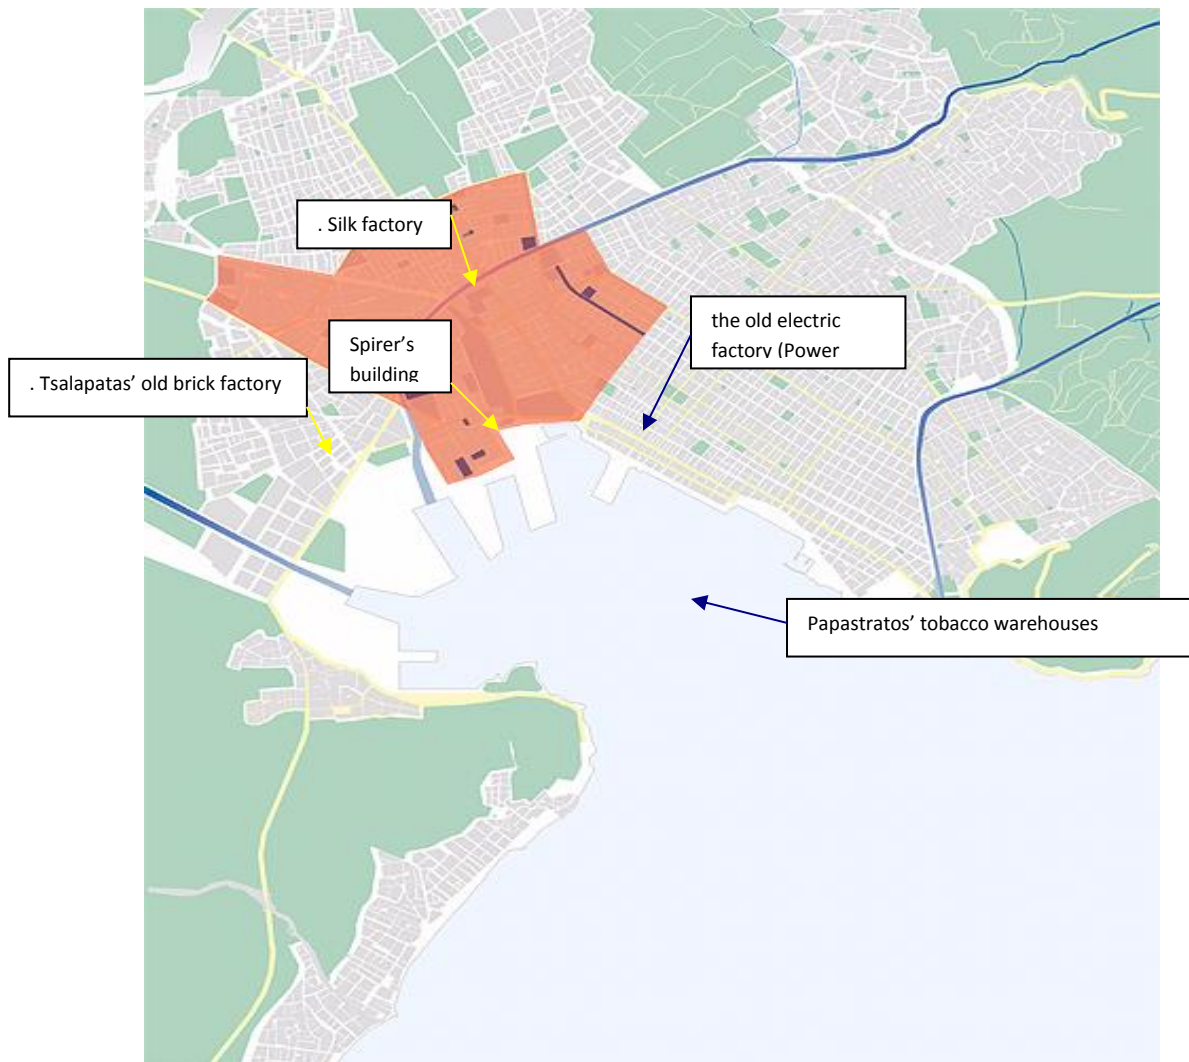 . Silk factory
Spirer’s
building
the old electric
factory (Power
. Tsalapatas’ old brick factory
Papastratos’ tobacco warehouses